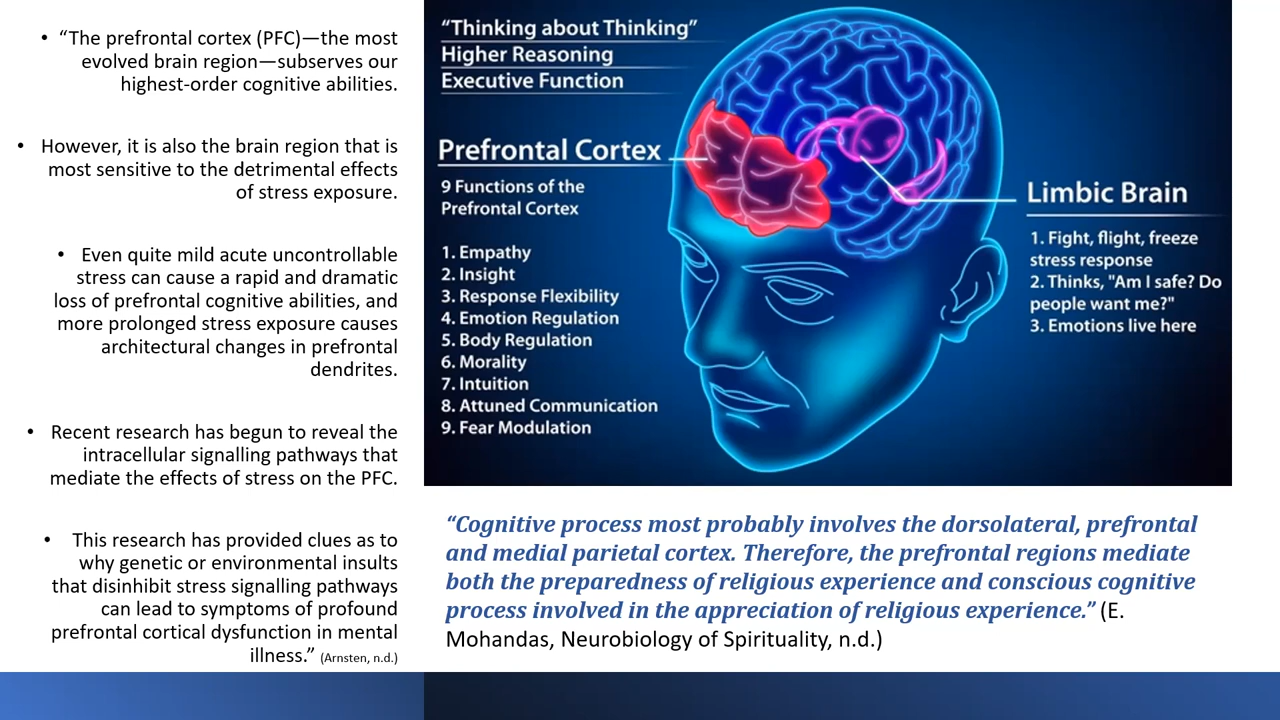 • “The prefrontal cortex (PFC)—the most
evolved brain region—subserves our
highest-order cognitive abilities.
• However, it is also the brain region that is
most sensitive to the detrimental effects
of stress exposure.
• Even quite mild acute uncontrollable
stress can cause a rapid and dramatic
loss of prefrontal cognitive abilities, and
more prolonged stress exposure causes
architectural changes in prefrontal
dendrites.
• Recent research has begun to reveal the
intracellular signalling pathways that
mediate the effects of stress on the PFC.
• This research has provided clues as to
why genetic or environmental insults
that disinhibit stress signalling pathways
can lead to symptoms of profound
prefrontal cortical dysfunction in mental
illness.” (Arnsten, n.d.)
“Thinking about Thinking”
Higher Reasoning
Executive Function
Prefrontal Cortex
9 Functions of the
Prefrontal Cortex
1. Empathy
2. Insight
3. Response Flexibility
4. Emotion Regulation
5. Body Regulation
6. Morality
7. Intuition
8. Attuned Communication
9. Fear Modulation
Limbic Brain
1. Fight, flight, freeze
stress response
2. Thinks, "Am I safe? Do
people want me?"
3. Emotions live here
“Cognitive process most probably involves the dorsolateral, prefrontal
and medial parietal cortex. Therefore, the prefrontal regions mediate
both the preparedness of religious experience and conscious cognitive
process involved in the appreciation of religious experience.” (E.
Mohandas, Neurobiology of Spirituality, n.d.)